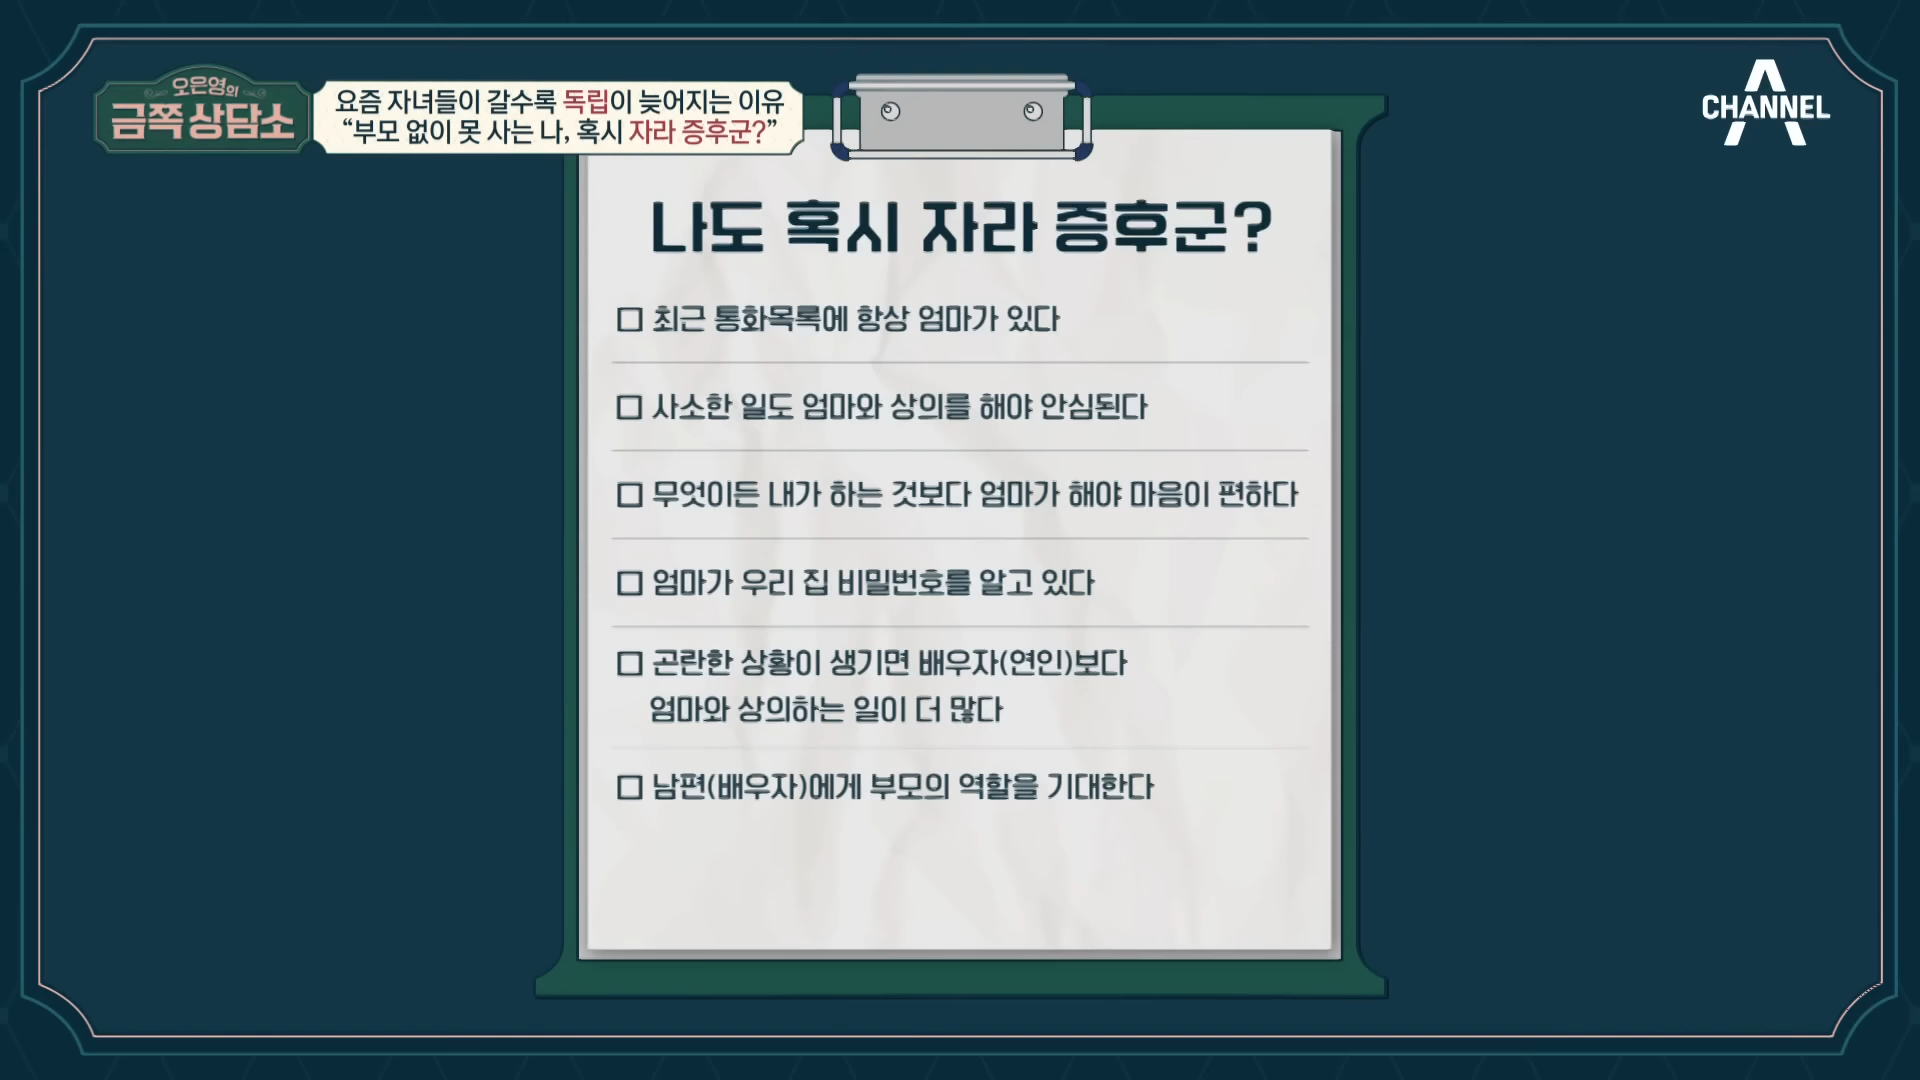 오은영의
금쪽 상담소
요즘 자녀들이 갈수록 독립이 늦어지는 이유
“부모 없이 못 사는 나, 혹시 자라 증후군?”
CHANNEL A
나도 혹시 자라 증후군?
□ 최근 통화목록에 항상 엄마가 있다
□ 사소한 일도 엄마와 상의를 해야 안심된다
□ 무엇이든 내가 하는 것보다 엄마가 해야 마음이 편하다
□ 엄마가 우리 집 비밀번호를 알고 있다
□ 곤란한 상황이 생기면 배우자(연인)보다
엄마와 상의하는 일이 더 많다
□ 남편(배우자)에게 부모의 역할을 기대한다